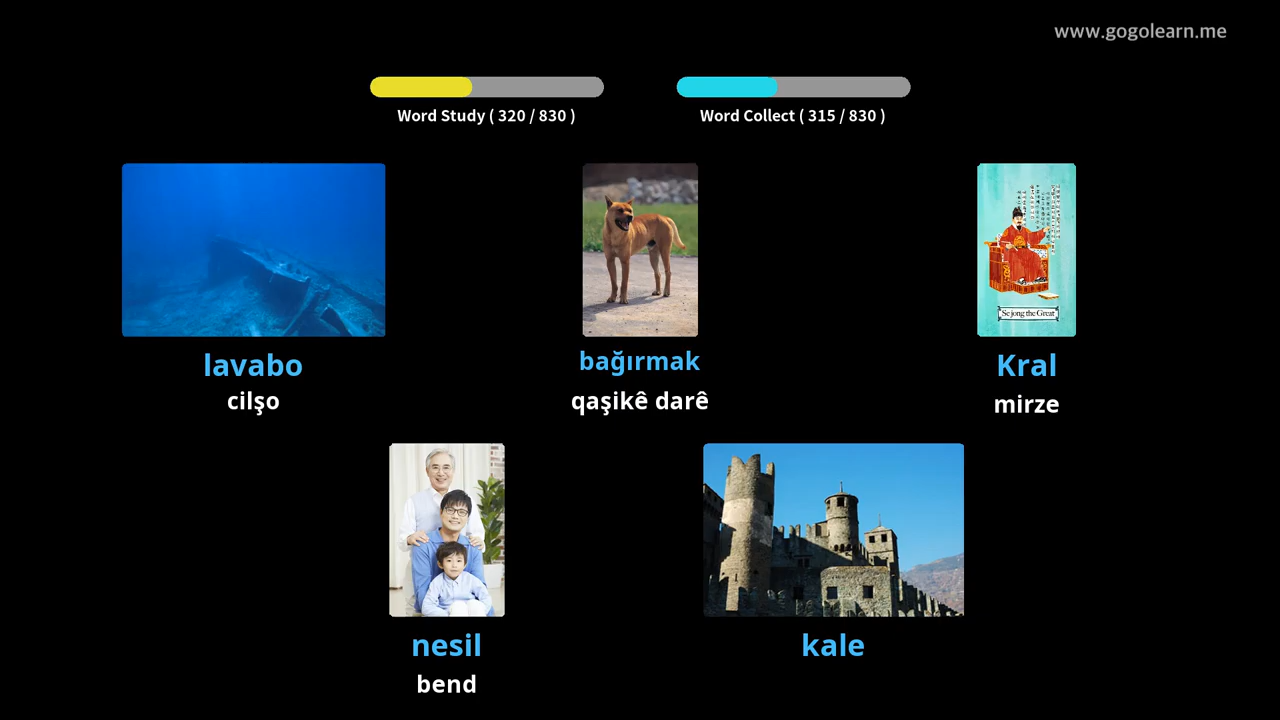 www.gogolearn.me
Word Study ( 320 / 830 )
Word Collect ( 315 / 830 )
Se jong the Great
lavabo
cilşo
bağırmak
qaşikê darê
Kral
mirze
nesil
bend
kale